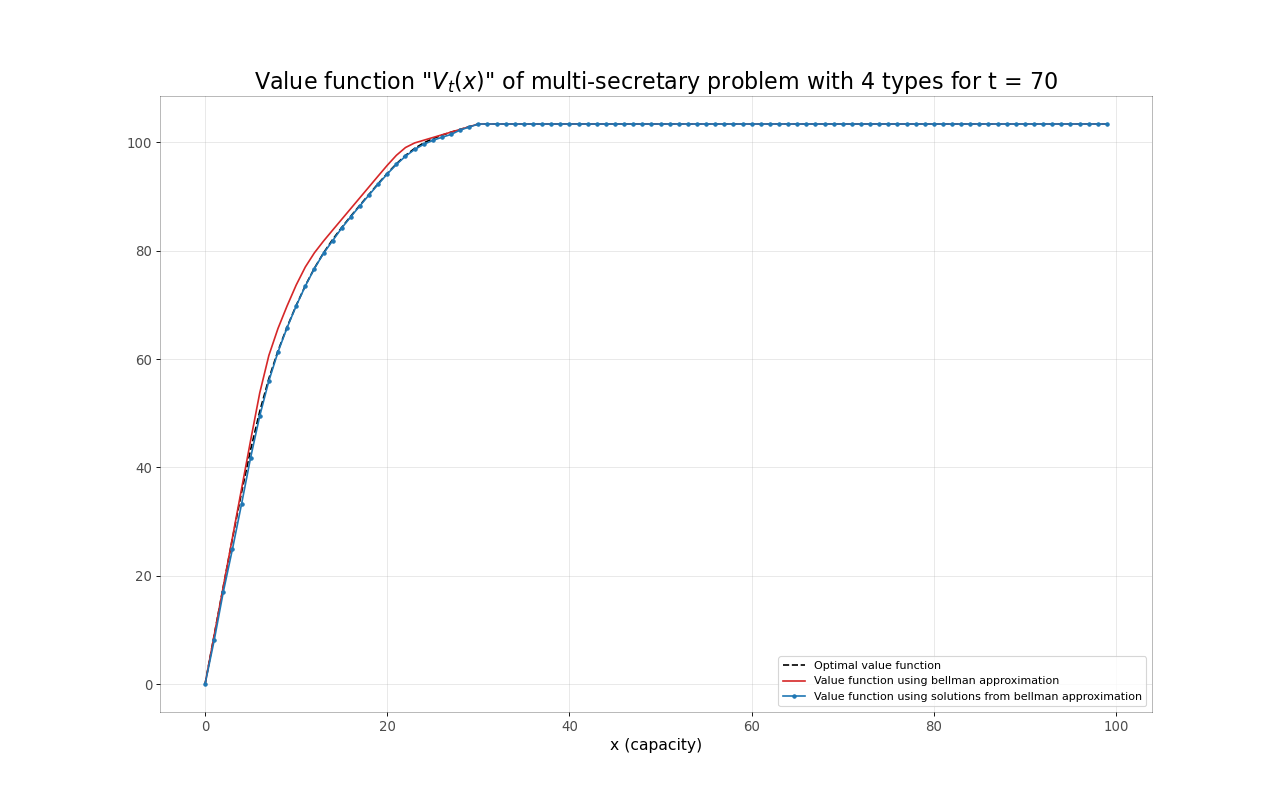 Value function "V_t(x)" of multi-secretary problem with 4 types for t = 70
100
80
60
40
20
0
Optimal value function
Value function using bellman approximation
Value function using solutions from bellman approximation
0 20 40 60 80 100
x (capacity)